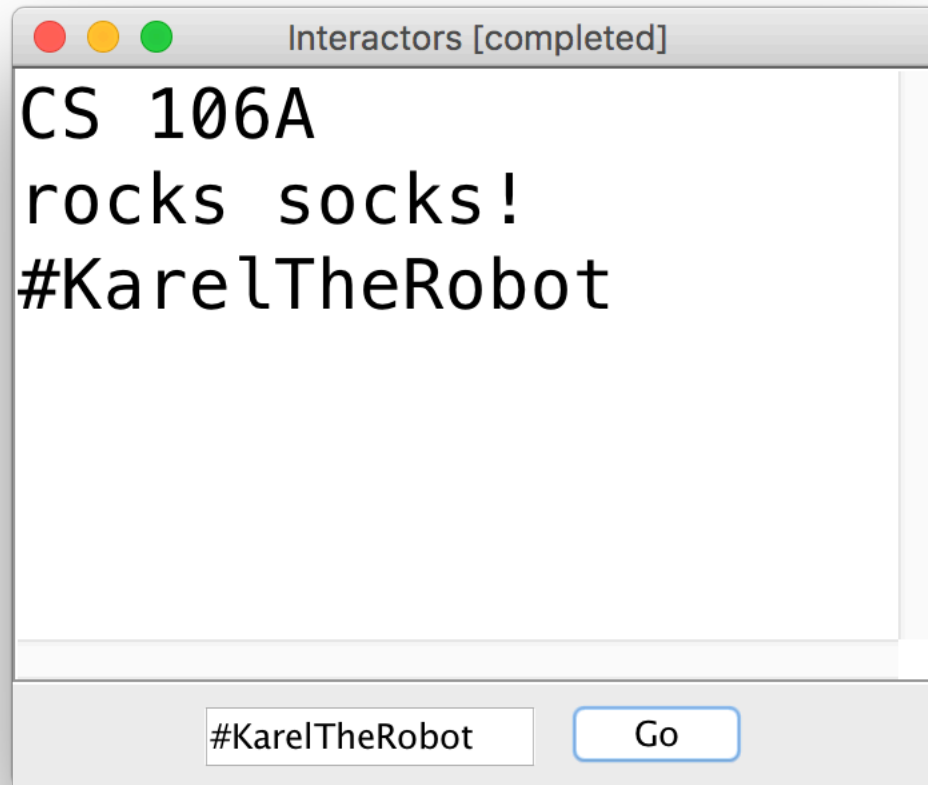 Interactors [completed]
CS 106A
rocks socks!
#KarelTheRobot
#KarelTheRobot
Go